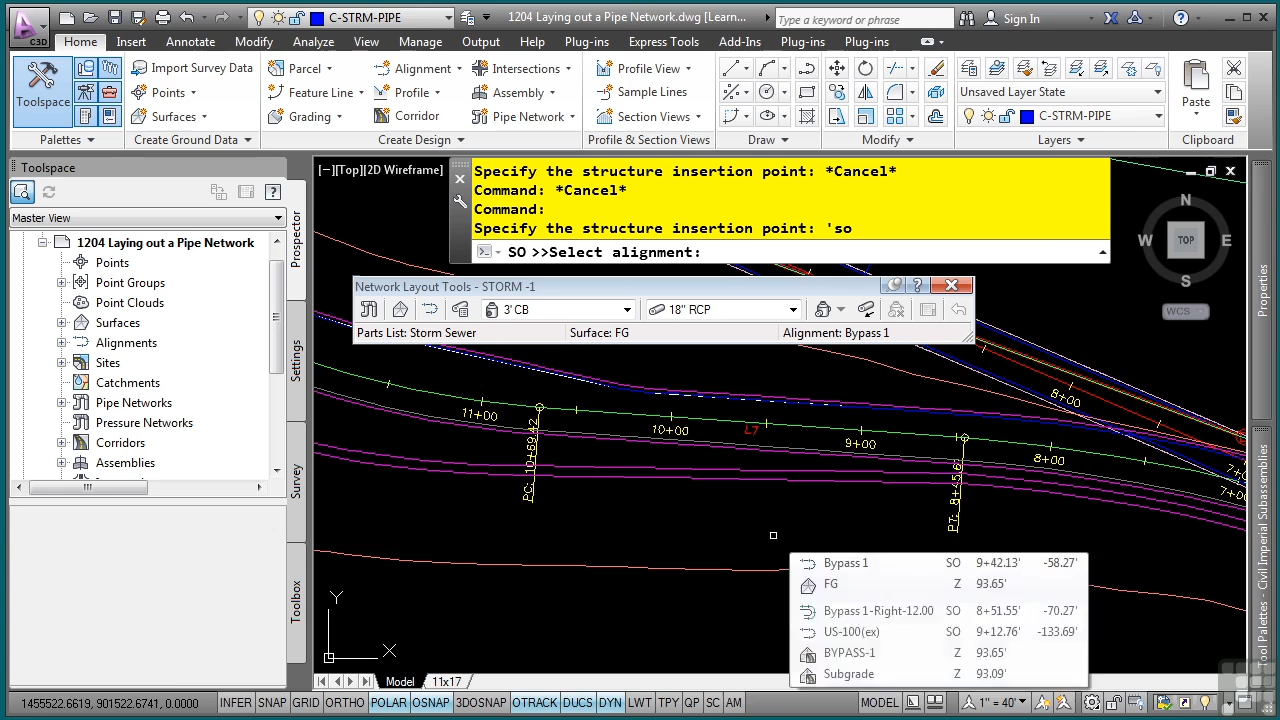 C-STRM-PIPE
1204 Laying out a Pipe Network.dwg [Learn...
Type a keyword or phrase
Sign In
C3D
Home Insert Annotate Modify Analyze View Manage Output Help Plug-ins Express Tools Add-Ins Plug-ins Plug-ins
Toolspace
Import Survey Data
Points
Surfaces
Parcel
Feature Line
Grading
Alignment
Profile
Corridor
Intersections
Assembly
Pipe Network
Profile View
Sample Lines
Section Views
Unsaved Layer State
C-STRM-PIPE
Paste
Palettes
Create Ground Data
Create Design
Profile & Section Views
Draw
Modify
Layers
Clipboard
Toolspace
Master View
1204 Laying out a Pipe Network
Points
Point Groups
Point Clouds
Surfaces
Alignments
Sites
Catchments
Pipe Networks
Pressure Networks
Corridors
Assemblies
Prospector
Settings
Survey
Toolbox
[−][Top][2D Wireframe]
Specify the structure insertion point: *Cancel*
Command: *Cancel*
Command:
Specify the structure insertion point: 'so
SO >>Select alignment:
N
W TOP E
S
WCS
Network Layout Tools - STORM -1
3' CB
18" RCP
Parts List: Storm Sewer
Surface: FG
Alignment: Bypass 1
11+00
PC: 10+69.42
10+00
L7
9+00
8+00
8+00
7+00
Bypass 1 SO 9+42.13' -58.27'
FG Z 93.65'
Bypass 1-Right-12.00 SO 8+51.55' -70.27'
US-100(ex) SO 9+12.76' -133.69'
BYPASS-1 Z 93.65'
Subgrade Z 93.09'
Y
X
Properties
Tool Palettes - Civil Imperial Subassemblies
Model 11x17
1455522.6619, 901522.6741, 0.0000
INFER SNAP GRID ORTHO POLAR OSNAP 3DOSNAP OTRACK DUCS DYN LWT TPY QP SC AM
MODEL
1" = 40'